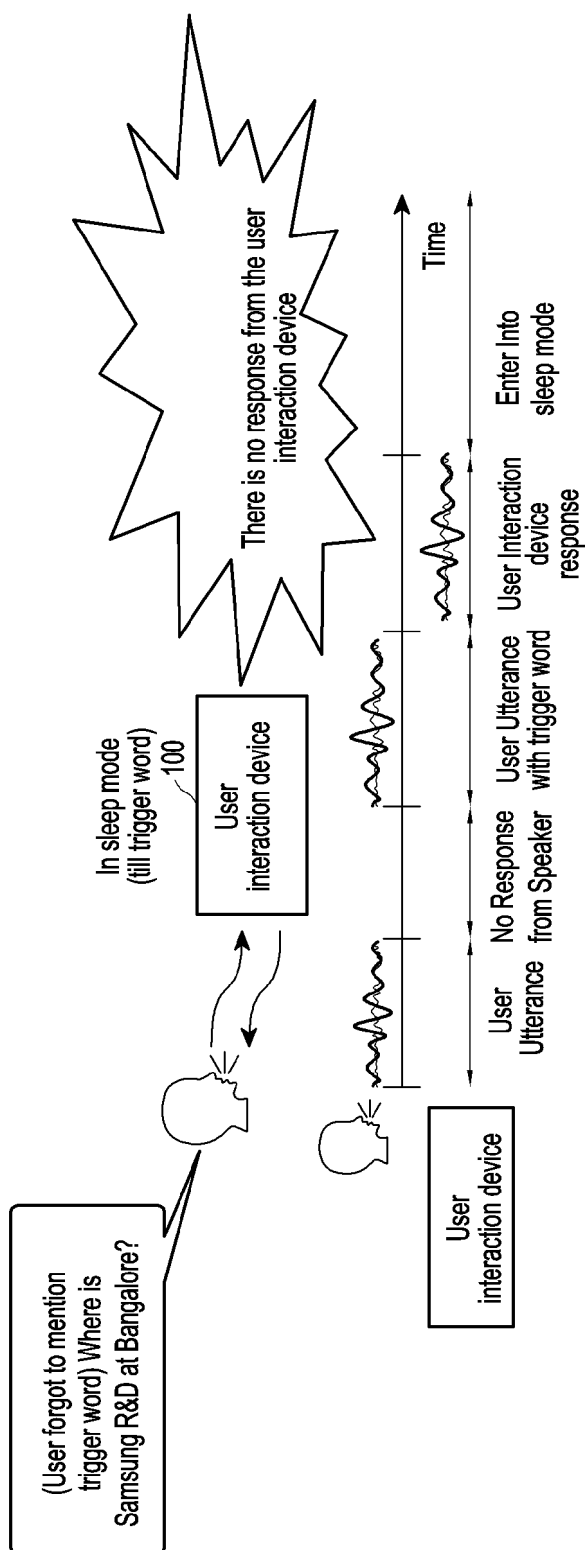 (User forgot to mention
trigger word) Where is
Samsung R&D at Bangalore?
In sleep mode
(till trigger word)
100
User
interaction device
There is no response from the user
interaction device
User
interaction device
Time
User
Utterance
No Response
from Speaker
User Utterance
with trigger word
User Interaction
device
response
Enter Into
sleep mode